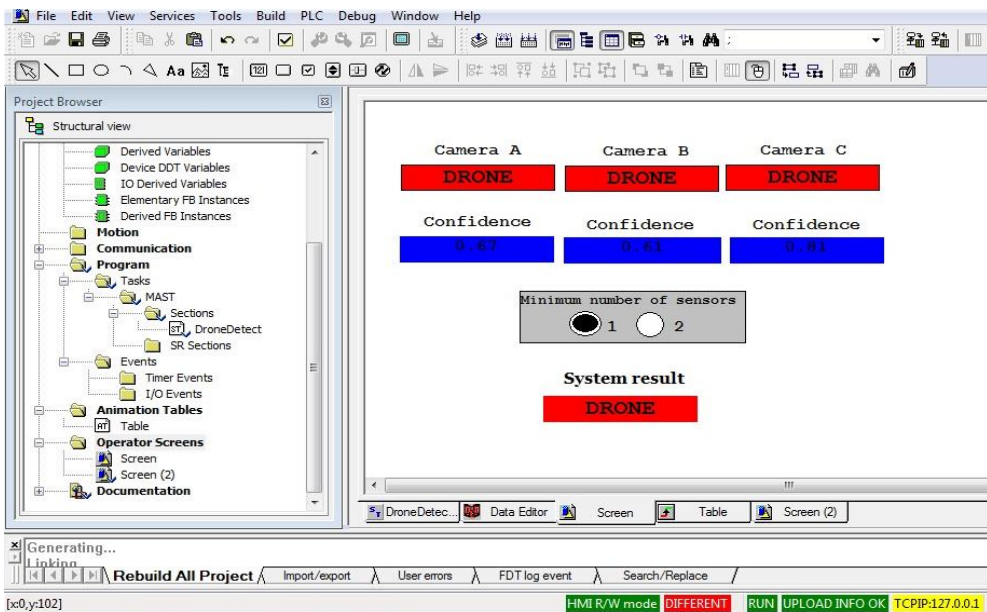 File Edit View Services Tools Build PLC Debug Window Help
Project Browser
Structural view
Derived Variables
Device DDT Variables
IO Derived Variables
Elementary FB Instances
Derived FB Instances
Motion
Communication
Program
Tasks
MAST
Sections
DroneDetect
SR Sections
Events
Timer Events
I/O Events
Animation Tables
Table
Operator Screens
Screen
Screen (2)
Documentation
Camera A Camera B Camera C
DRONE DRONE DRONE
Confidence Confidence Confidence
0.67 0.61 0.81
Minimum number of sensors
1 2
System result
DRONE
DroneDetec... Data Editor Screen Table Screen (2)
Generating...
Linking
Rebuild All Project Import/export User errors FDT log event Search/Replace
[x:0,y:102] HMI R/W mode DIFFERENT RUN UPLOAD INFO OK TCPIP:127.0.0.1